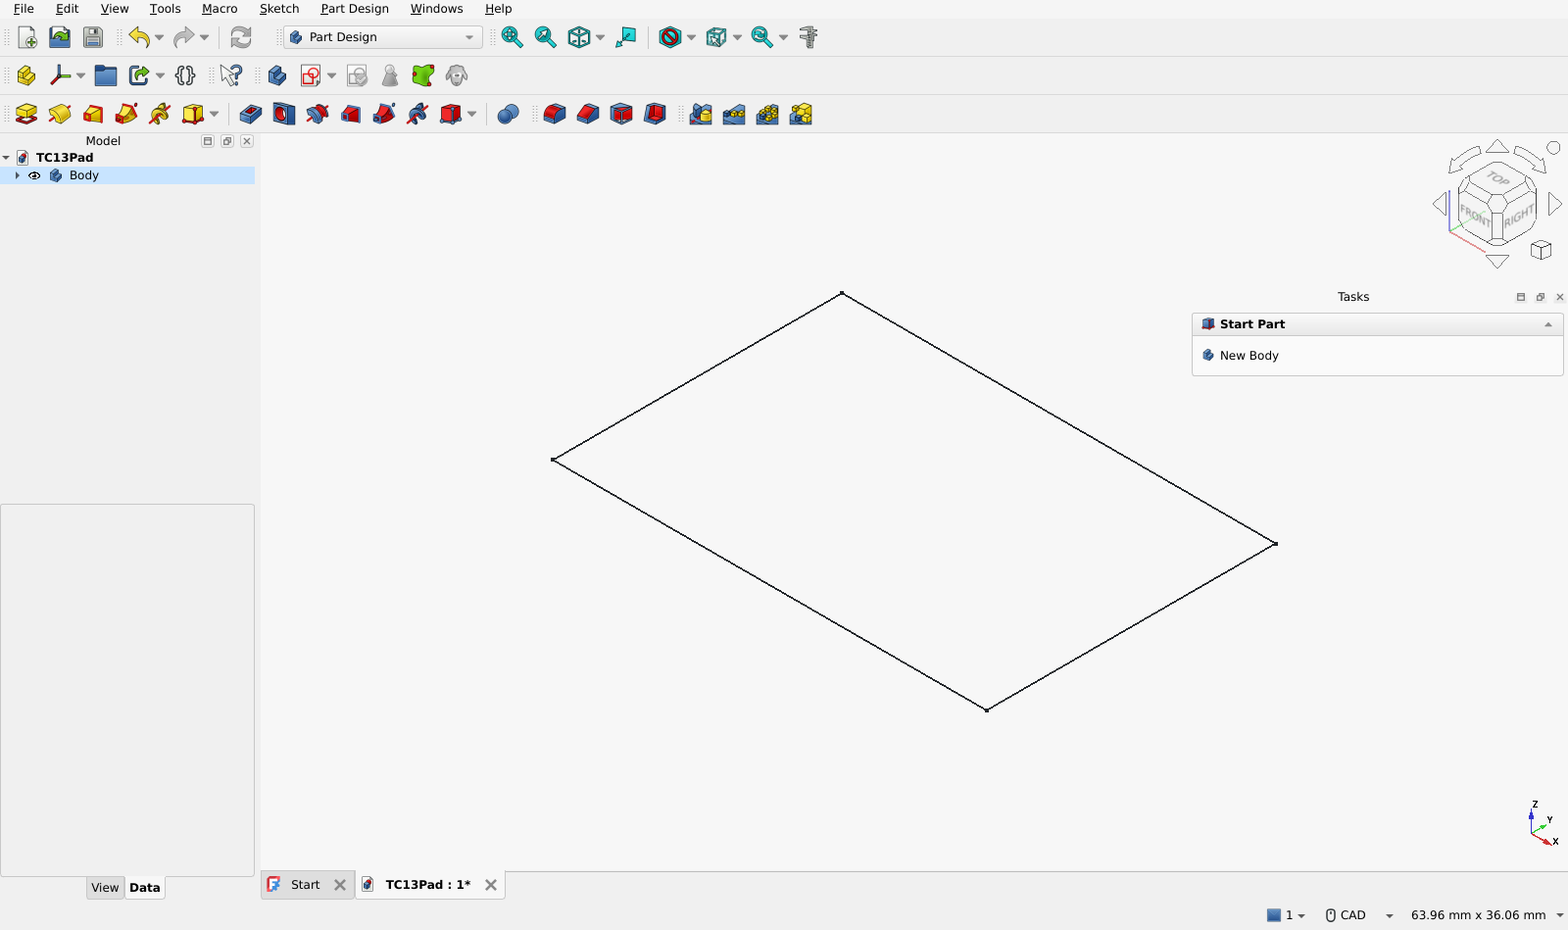 File Edit View Tools Macro Sketch Part Design Windows Help
Part Design
Model
TC13Pad
Body
TOP
FRONT
RIGHT
Tasks
Start Part
New Body
Z
Y
X
View Data
Start
TC13Pad : 1*
1 CAD 63.96 mm x 36.06 mm